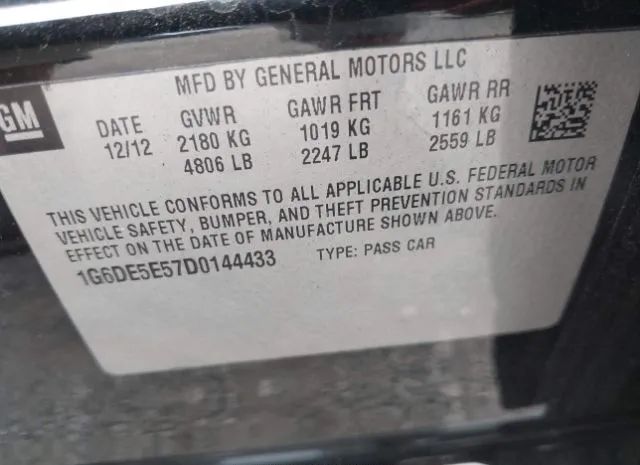 MFD BY GENERAL MOTORS LLC
GM
DATE GVWR GAWR FRT GAWR RR
12/12 2180 KG 1019 KG 1161 KG
4806 LB 2247 LB 2559 LB
THIS VEHICLE CONFORMS TO ALL APPLICABLE U.S. FEDERAL MOTOR
VEHICLE SAFETY, BUMPER, AND THEFT PREVENTION STANDARDS IN
EFFECT ON THE DATE OF MANUFACTURE SHOWN ABOVE.
1G6DE5E57D0144433 TYPE: PASS CAR